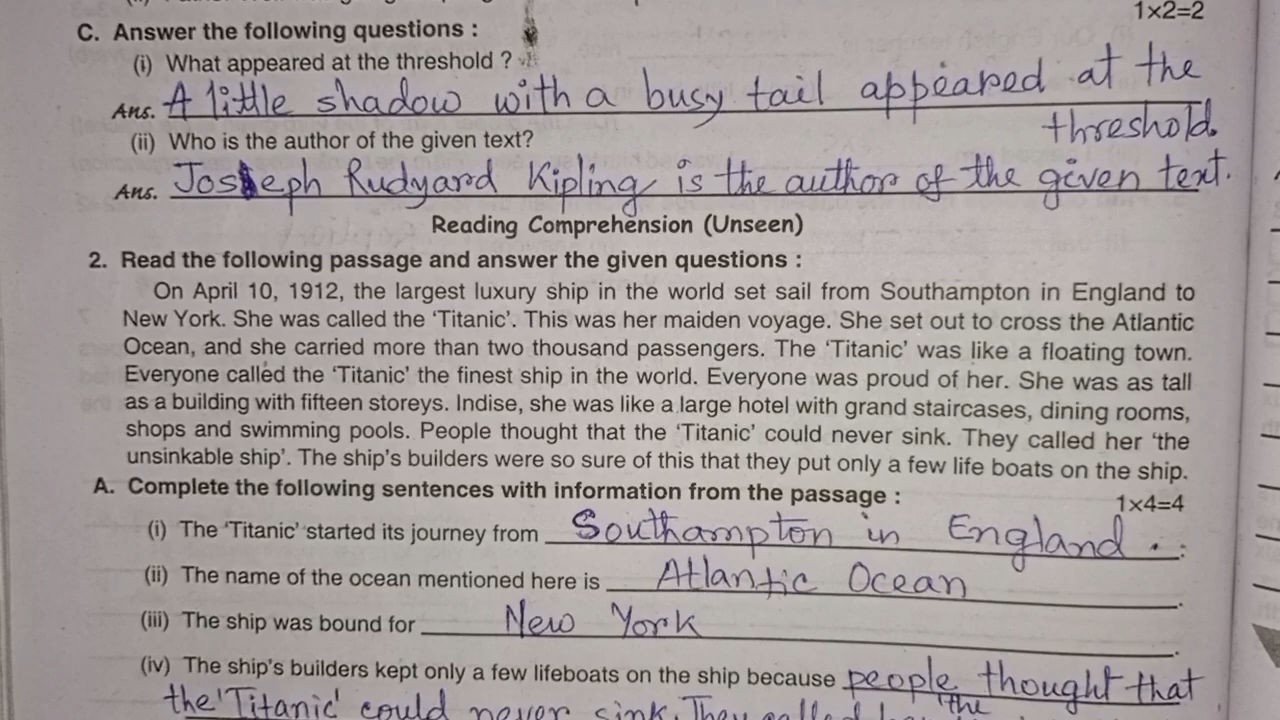 1x2=2
C. Answer the following questions :
(i) What appeared at the threshold ?
Ans. A little shadow with a busy tail appeared at the
threshold.
(ii) Who is the author of the given text?
Ans. Joseph Rudyard Kipling is the author of the given text.
Reading Comprehension (Unseen)
2. Read the following passage and answer the given questions :
On April 10, 1912, the largest luxury ship in the world set sail from Southampton in England to
New York. She was called the ‘Titanic’. This was her maiden voyage. She set out to cross the Atlantic
Ocean, and she carried more than two thousand passengers. The ‘Titanic’ was like a floating town.
Everyone called the ‘Titanic’ the finest ship in the world. Everyone was proud of her. She was as tall
as a building with fifteen storeys. Indise, she was like a large hotel with grand staircases, dining rooms,
shops and swimming pools. People thought that the ‘Titanic’ could never sink. They called her ‘the
unsinkable ship’. The ship’s builders were so sure of this that they put only a few life boats on the ship.
A. Complete the following sentences with information from the passage :
1x4=4
(i) The ‘Titanic’ started its journey from Southampton in England.
(ii) The name of the ocean mentioned here is Atlantic Ocean.
(iii) The ship was bound for New York.
(iv) The ship’s builders kept only a few lifeboats on the ship because people thought that
the 'Titanic' could never sink. They called her 'the